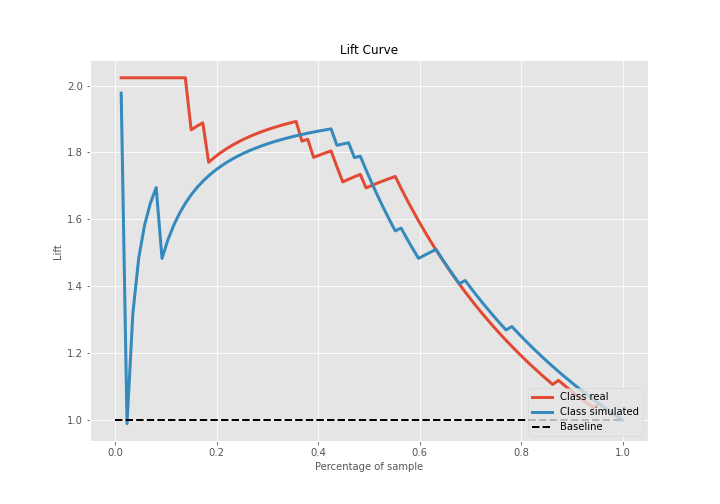 Lift Curve
Lift
2.0
1.8
1.6
1.4
1.2
1.0
0.0
0.2
0.4
0.6
0.8
1.0
Percentage of sample
Class real
Class simulated
Baseline